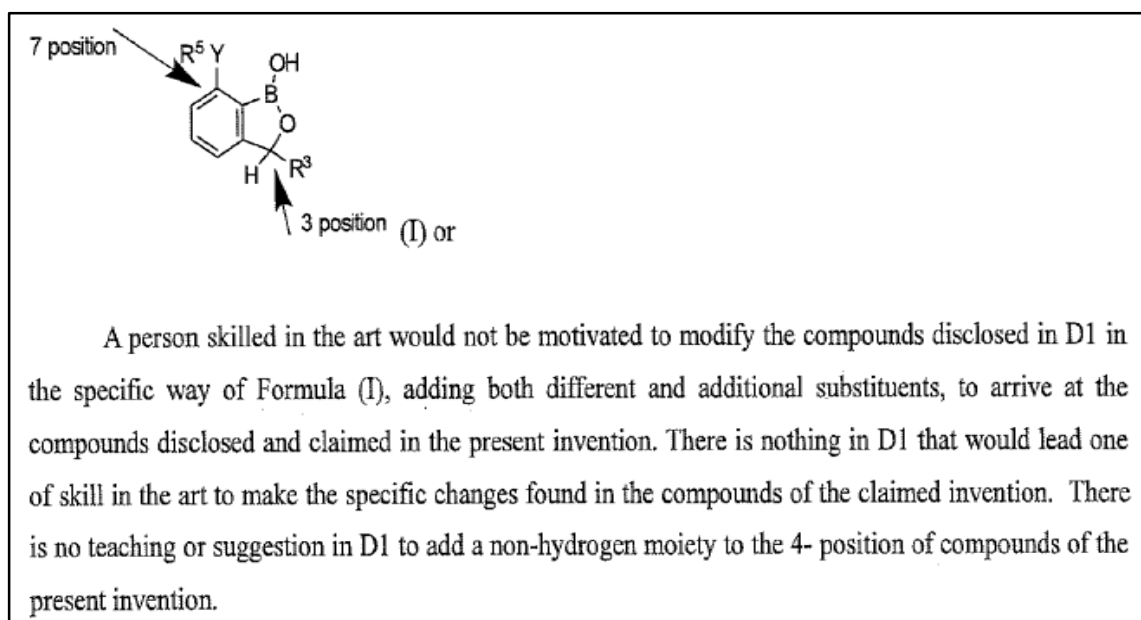 7 position
R⁵ Y
OH
B
O
H
R³
3 position (I) or
A person skilled in the art would not be motivated to modify the compounds disclosed in D1 in
the specific way of Formula (I), adding both different and additional substituents, to arrive at the
compounds disclosed and claimed in the present invention. There is nothing in D1 that would lead one
of skill in the art to make the specific changes found in the compounds of the claimed invention. There
is no teaching or suggestion in D1 to add a non-hydrogen moiety to the 4- position of compounds of the
present invention.